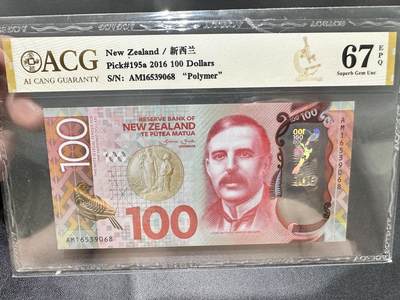 ACG
AI CANG GUARANTY
New Zealand / 新西兰
Pick#195a 2016 100 Dollars
S/N: AM16539068 "Polymer"
67 EPQ
Superb Gem Unc
100
RESERVE BANK OF
NEW ZEALAND
TE PŪTEA MATUA
100
AM16539068
100
AM16539068